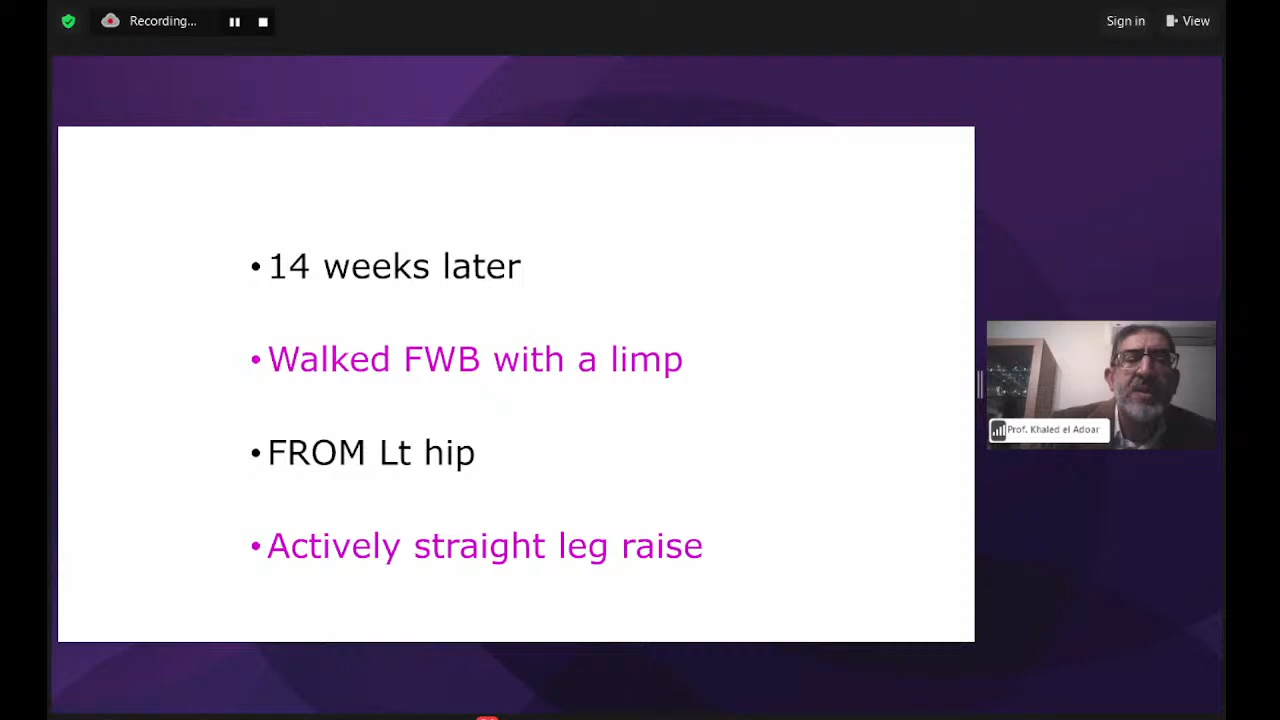 Recording...
Sign in
View
•14 weeks later
•Walked FWB with a limp
•FROM Lt hip
•Actively straight leg raise
Prof. Khaled el Adoar